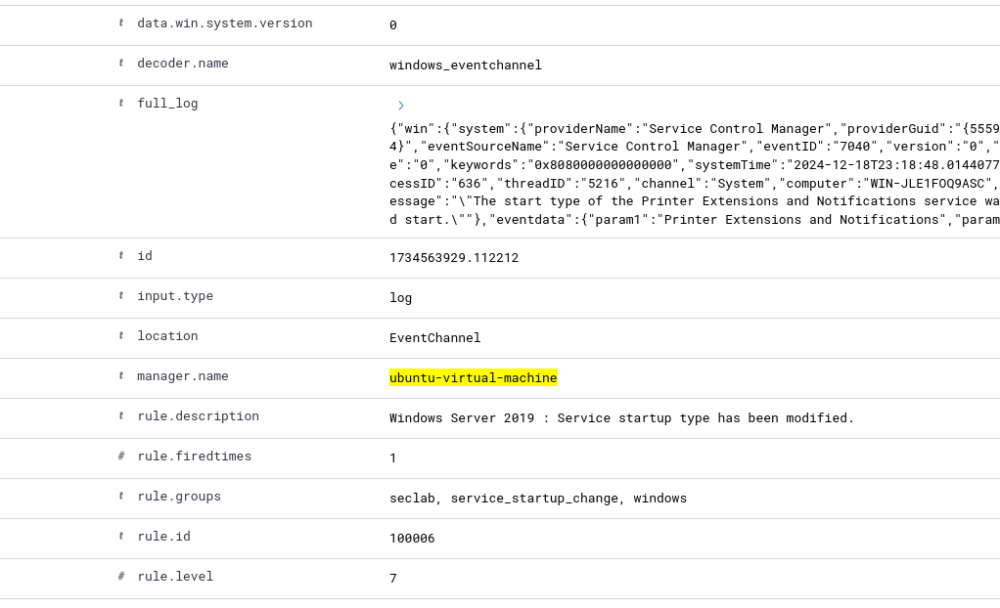 t data.win.system.version 0
t decoder.name windows_eventchannel
t full_log
{"win":{"system":{"providerName":"Service Control Manager","providerGuid":"{5559
4}","eventSourceName":"Service Control Manager","eventID":"7040","version":"0","
e":"0","keywords":"0x8080000000000000","systemTime":"2024-12-18T23:18:48.0144077
cessID":"636","threadID":"5216","channel":"System","computer":"WIN-JLE1FOQ9ASC",
essage":"\"The start type of the Printer Extensions and Notifications service wa
d start.\""},"eventdata":{"param1":"Printer Extensions and Notifications","param
t id 1734563929.112212
t input.type log
t location EventChannel
t manager.name ubuntu-virtual-machine
t rule.description Windows Server 2019 : Service startup type has been modified.
# rule.firedtimes 1
t rule.groups seclab, service_startup_change, windows
t rule.id 100006
# rule.level 7